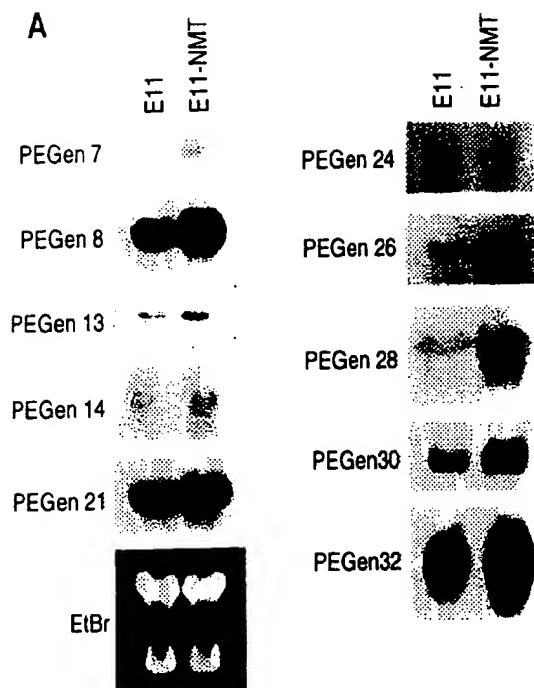 A
E11
E11-NMT
PEGen 7
PEGen 8
PEGen 13
PEGen 14
PEGen 21
EtBr
E11
E11-NMT
PEGen 24
PEGen 26
PEGen 28
PEGen30
PEGen32